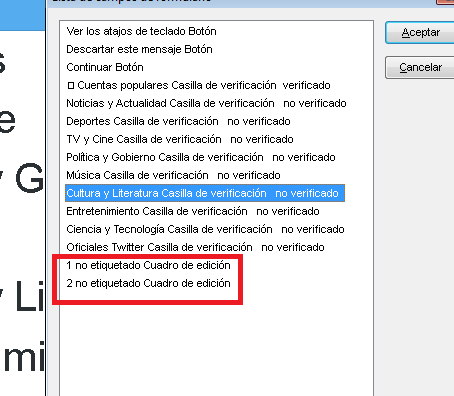 Ver los atajos de teclado Botón
Descartar este mensaje Botón
Continuar Botón
Cuentas populares Casilla de verificación verificado
Noticias y Actualidad Casilla de verificación no verificado
Deportes Casilla de verificación no verificado
TV y Cine Casilla de verificación no verificado
Política y Gobierno Casilla de verificación no verificado
Música Casilla de verificación no verificado
Cultura y Literatura Casilla de verificación no verificado
Entretenimiento Casilla de verificación no verificado
Ciencia y Tecnología Casilla de verificación no verificado
Oficiales Twitter Casilla de verificación no verificado
1 no etiquetado Cuadro de edición
2 no etiquetado Cuadro de edición
Aceptar
Cancelar
s
e
y G
y Li
mi